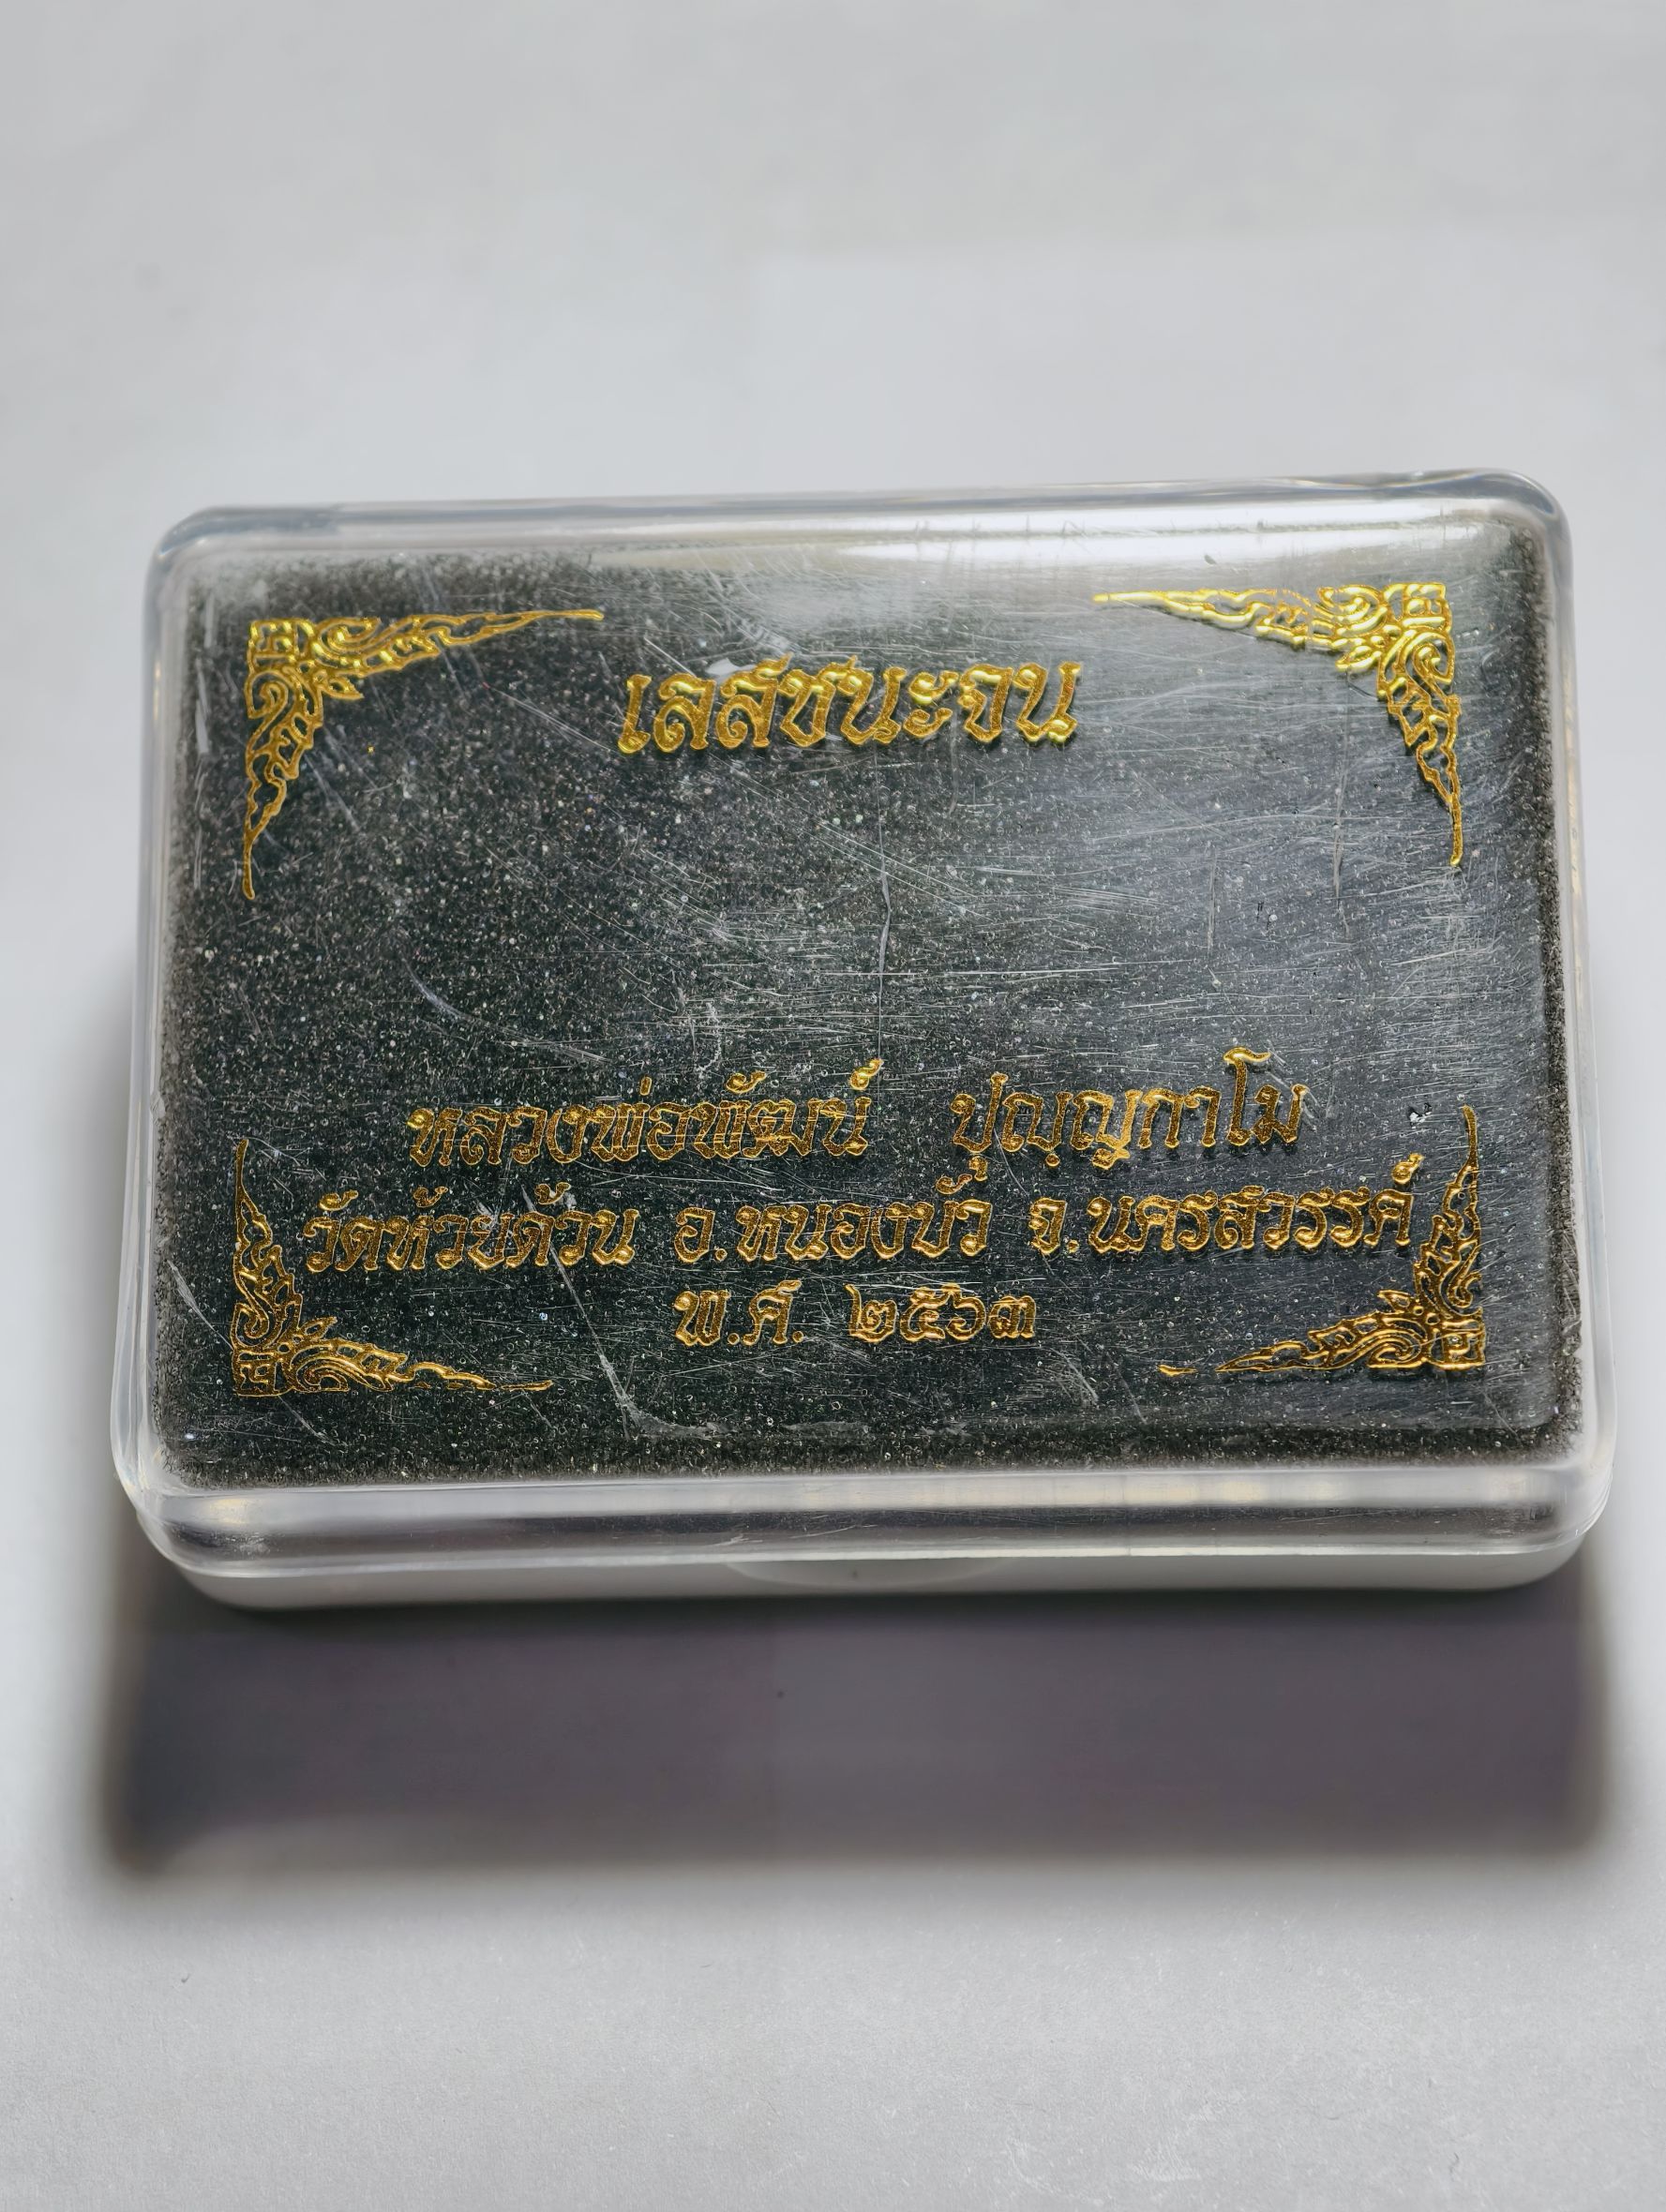 เลสชนะจน
หลวงพ่อพัฒน์ ปุญฺญกาโม
วัดห้วยด้วน อ.หนองบัว จ.นครสวรรค์
พ.ศ. ๒๕๖๓